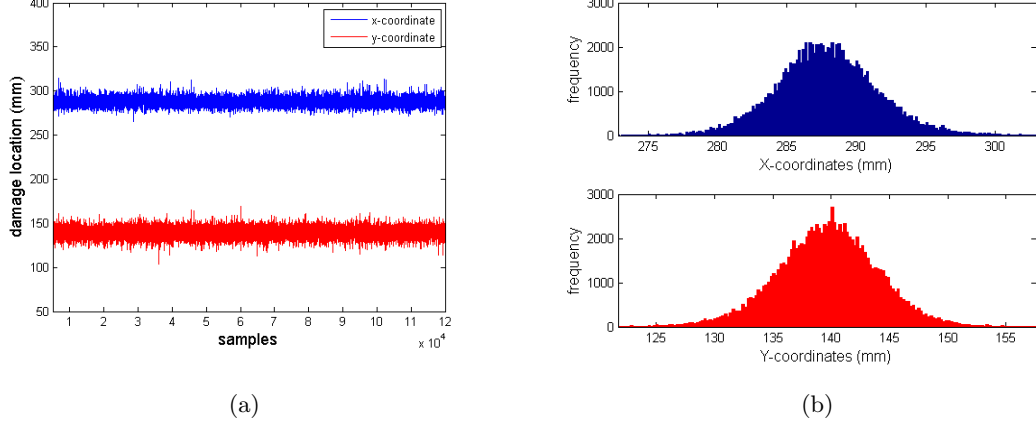 400
350
300
250
200
150
100
50
damage location (mm)
x-coordinate
y-coordinate
1 2 3 4 5 6 7 8 9 10 11 12
samples
x 10⁴
(a)
3000
2000
1000
0
frequency
275 280 285 290 295 300
X-coordinates (mm)
3000
2000
1000
0
frequency
125 130 135 140 145 150 155
Y-coordinates (mm)
(b)